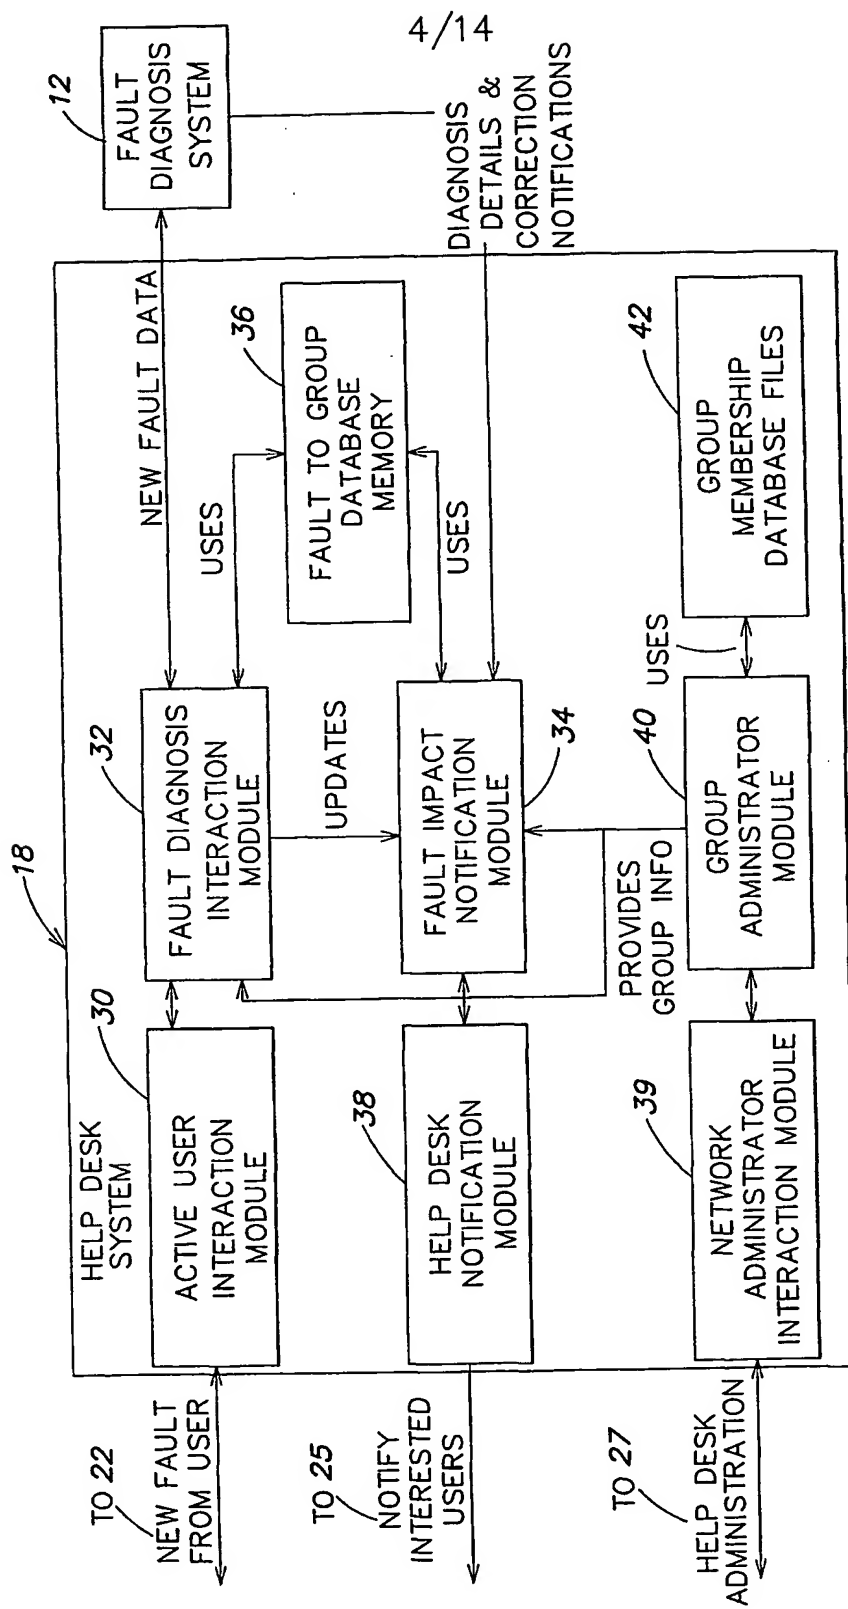 4/14
18
HELP DESK
SYSTEM
TO 22
NEW FAULT
FROM USER
30
ACTIVE USER
INTERACTION
MODULE
32
FAULT DIAGNOSIS
INTERACTION
MODULE
NEW FAULT DATA
12
FAULT
DIAGNOSIS
SYSTEM
USES
36
FAULT TO GROUP
DATABASE
MEMORY
UPDATES
USES
DIAGNOSIS
DETAILS &
CORRECTION
NOTIFICATIONS
TO 25
NOTIFY
INTERESTED
USERS
38
HELP DESK
NOTIFICATION
MODULE
FAULT IMPACT
NOTIFICATION
MODULE
34
PROVIDES
GROUP INFO
TO 27
HELP DESK
ADMINISTRATION
39
NETWORK
ADMINISTRATOR
INTERACTION MODULE
40
GROUP
ADMINISTRATOR
MODULE
USES
42
GROUP
MEMBERSHIP
DATABASE FILES